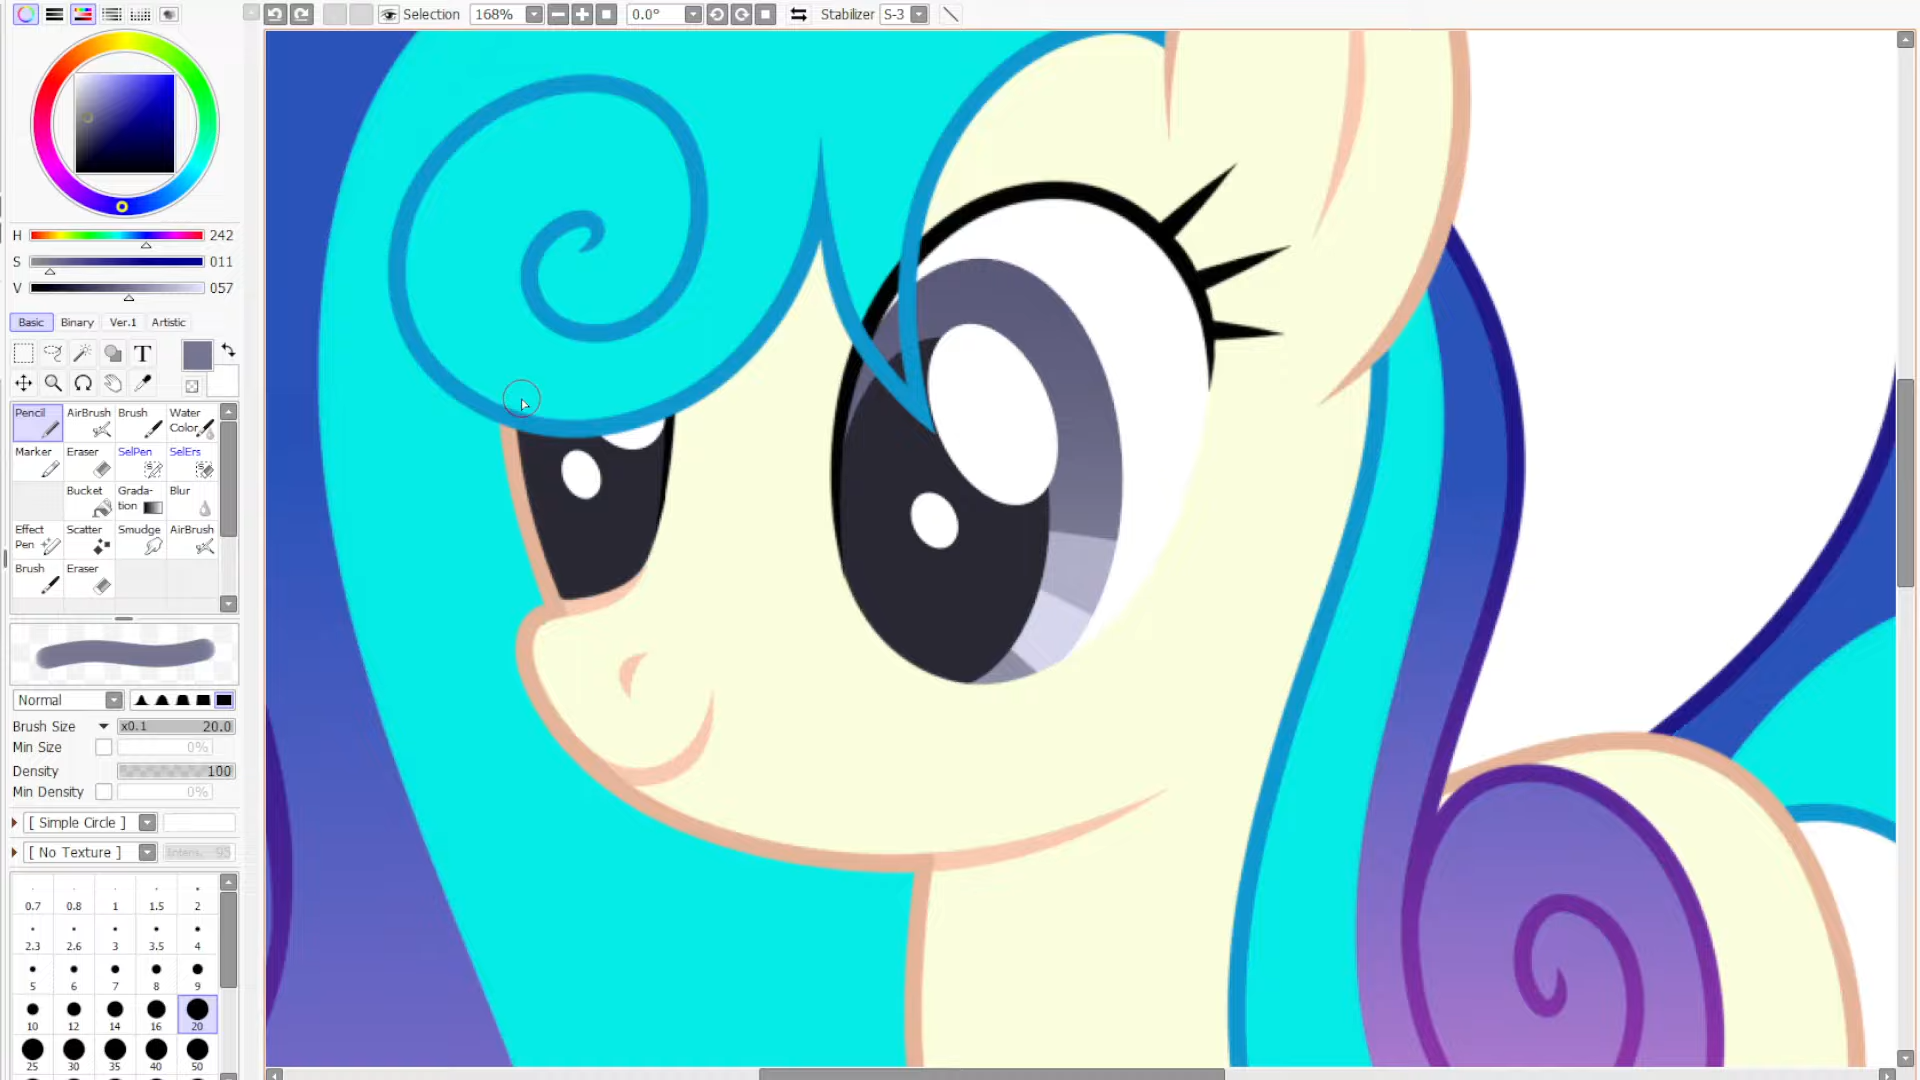 Selection 168% 0.0° Stabilizer S-3
H 242
S 011
V 057
Basic Binary Ver.1 Artistic
T
Pencil AirBrush Brush Water Color
Marker Eraser SelPen SelErs
Bucket Grada-tion Blur
Effect Pen Scatter Smudge AirBrush
Brush Eraser
Normal
Brush Size x0.1 20.0
Min Size 0%
Density 100
Min Density 0%
[ Simple Circle ]
[ No Texture ] Intens. 95
0.7 0.8 1 1.5 2
2.3 2.6 3 3.5 4
5 6 7 8 9
10 12 14 16 20
25 30 35 40 50